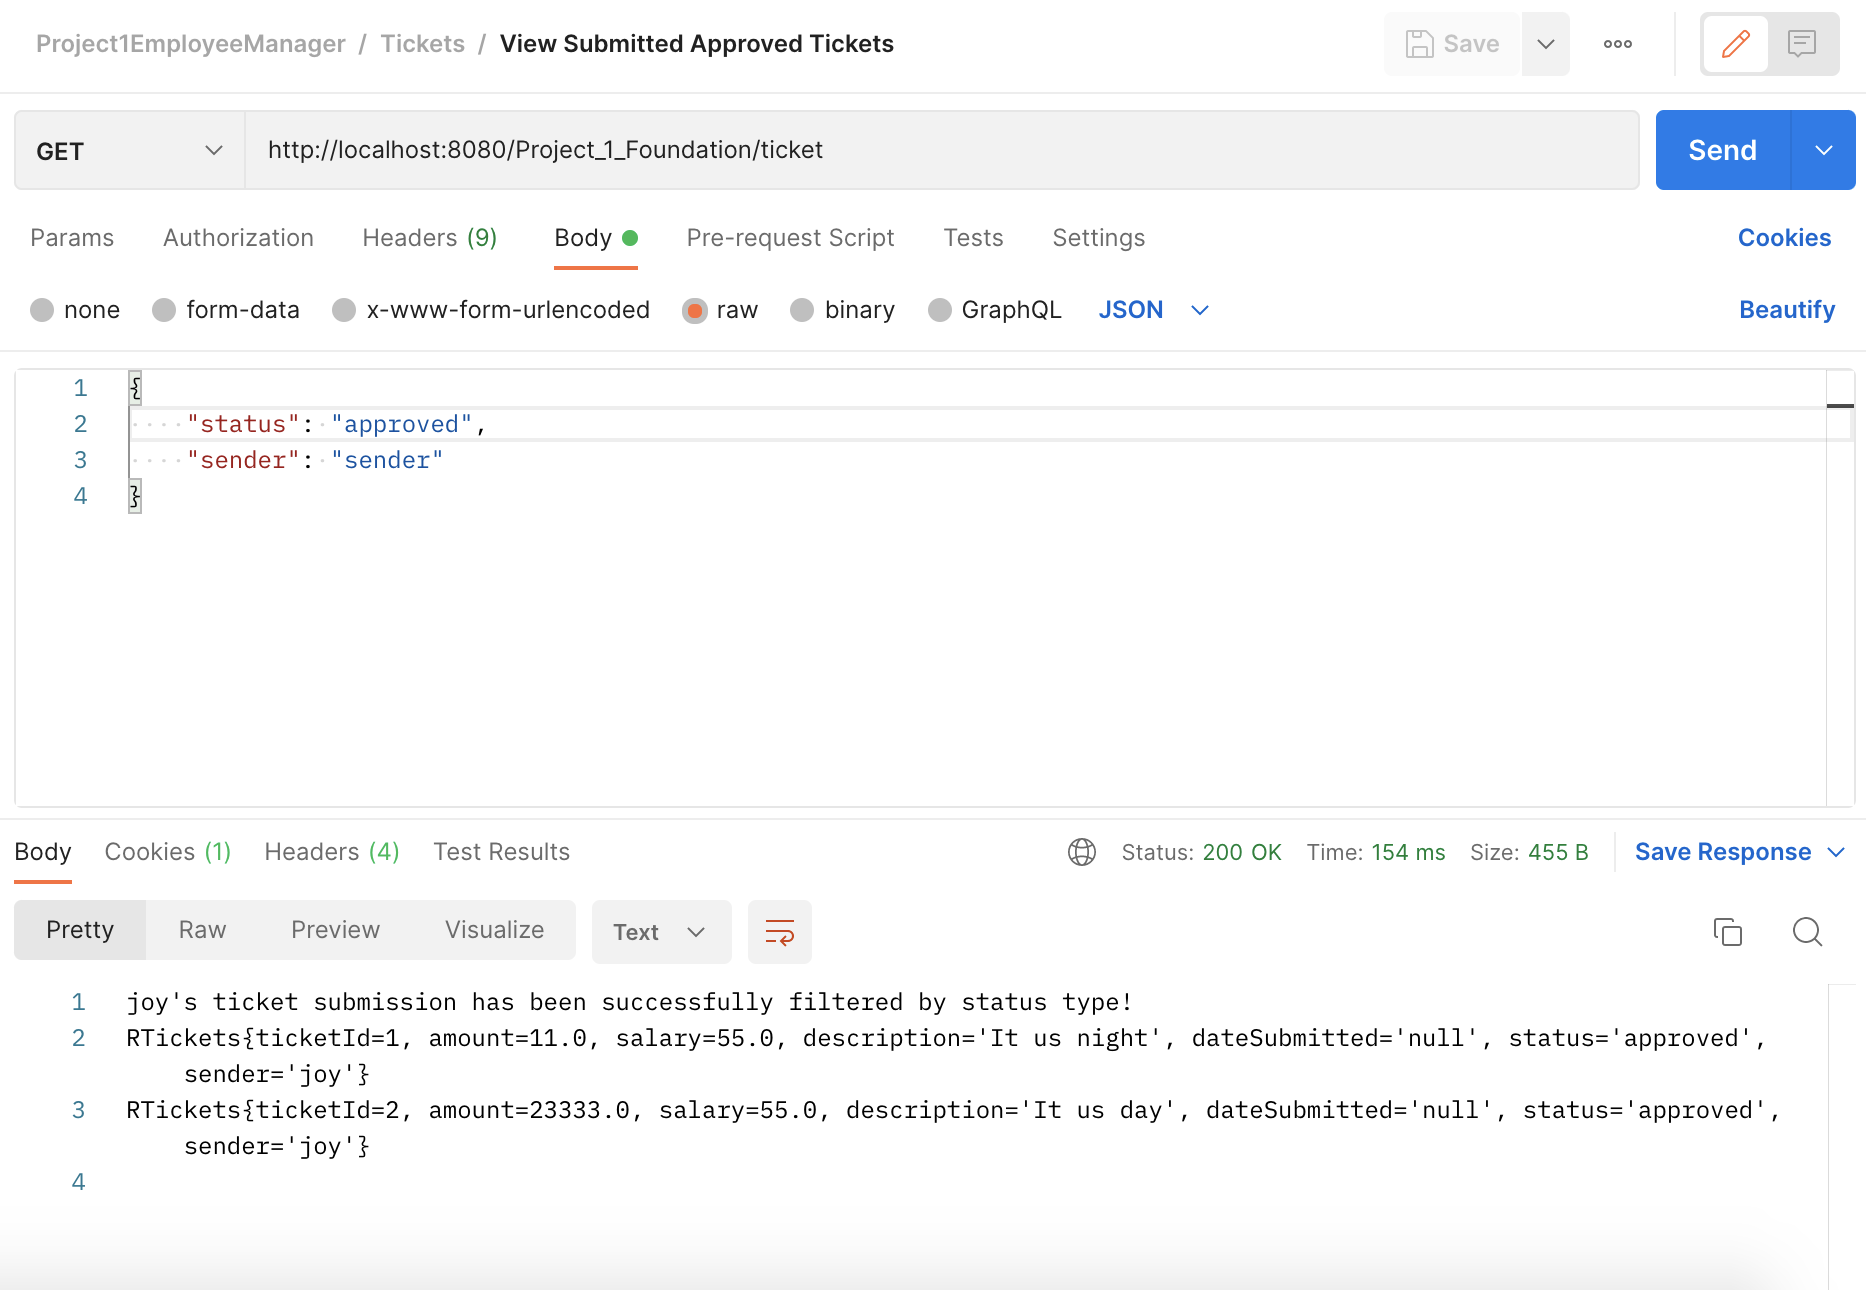 Project1EmployeeManager / Tickets / View Submitted Approved Tickets
Save
GET http://localhost:8080/Project_1_Foundation/ticket Send
Params Authorization Headers (9) Body Pre-request Script Tests Settings Cookies
none form-data x-www-form-urlencoded raw binary GraphQL JSON Beautify
1 {
2 "status": "approved",
3 "sender": "sender"
4 }
Body Cookies (1) Headers (4) Test Results Status: 200 OK Time: 154 ms Size: 455 B Save Response
Pretty Raw Preview Visualize Text
1 joy's ticket submission has been successfully filtered by status type!
2 RTickets{ticketId=1, amount=11.0, salary=55.0, description='It us night', dateSubmitted='null', status='approved',
sender='joy'}
3 RTickets{ticketId=2, amount=23333.0, salary=55.0, description='It us day', dateSubmitted='null', status='approved',
sender='joy'}
4